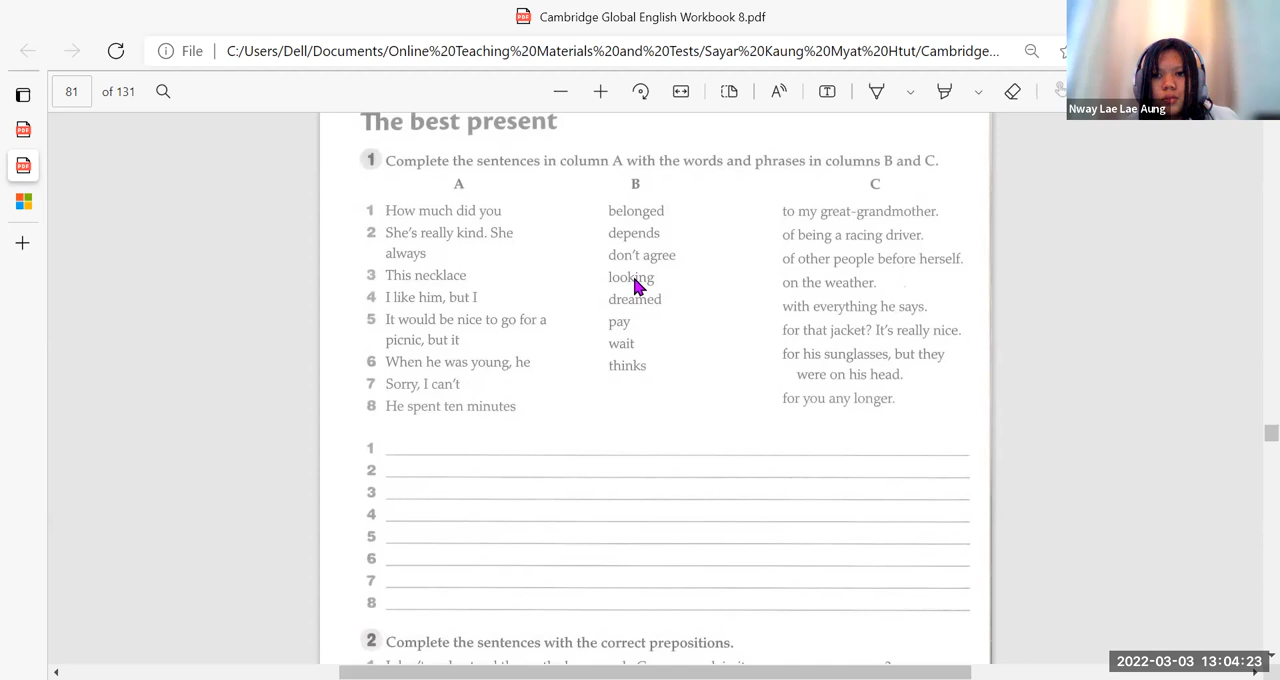 Cambridge Global English Workbook 8.pdf
File C:/Users/Dell/Documents/Online%20Teaching%20Materials%20and%20Tests/Sayar%20Kaung%20Myat%20Htut/Cambridge...
81 of 131
Nway Lae Lae Aung
The best present
1 Complete the sentences in column A with the words and phrases in columns B and C.
A B C
1 How much did you
2 She's really kind. She
always
3 This necklace
4 I like him, but I
5 It would be nice to go for a
picnic, but it
6 When he was young, he
7 Sorry, I can't
8 He spent ten minutes
belonged
depends
don't agree
looking
dreamed
pay
wait
thinks
to my great-grandmother.
of being a racing driver.
of other people before herself.
on the weather.
with everything he says.
for that jacket? It's really nice.
for his sunglasses, but they
were on his head.
for you any longer.
1
2
3
4
5
6
7
8
2 Complete the sentences with the correct prepositions.
2022-03-03 13:04:23